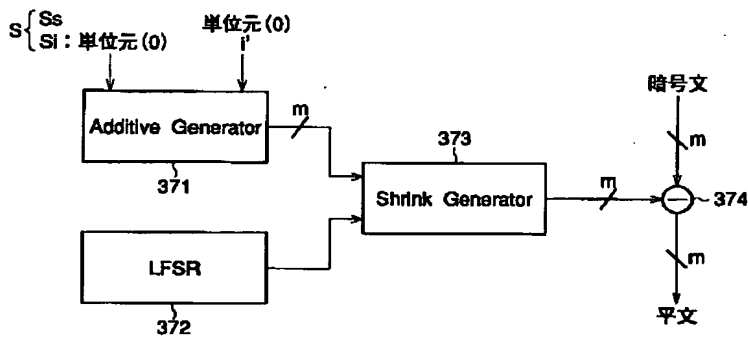 S{ Ss
Si : 単位元 (0)
単位元 (0)
i'
Additive Generator
371
m
LFSR
372
373
Shrink Generator
m
暗号文
m
374
m
平文